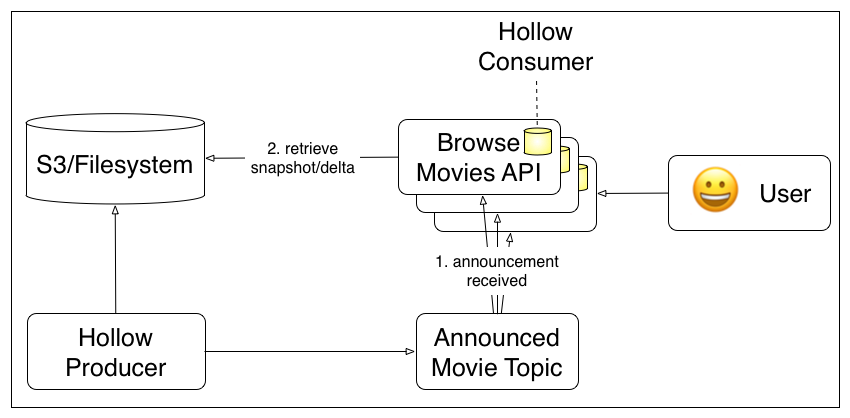 Hollow
Consumer
S3/Filesystem
2. retrieve
snapshot/delta
Browse
Movies API
User
1. announcement
received
Hollow
Producer
Announced
Movie Topic